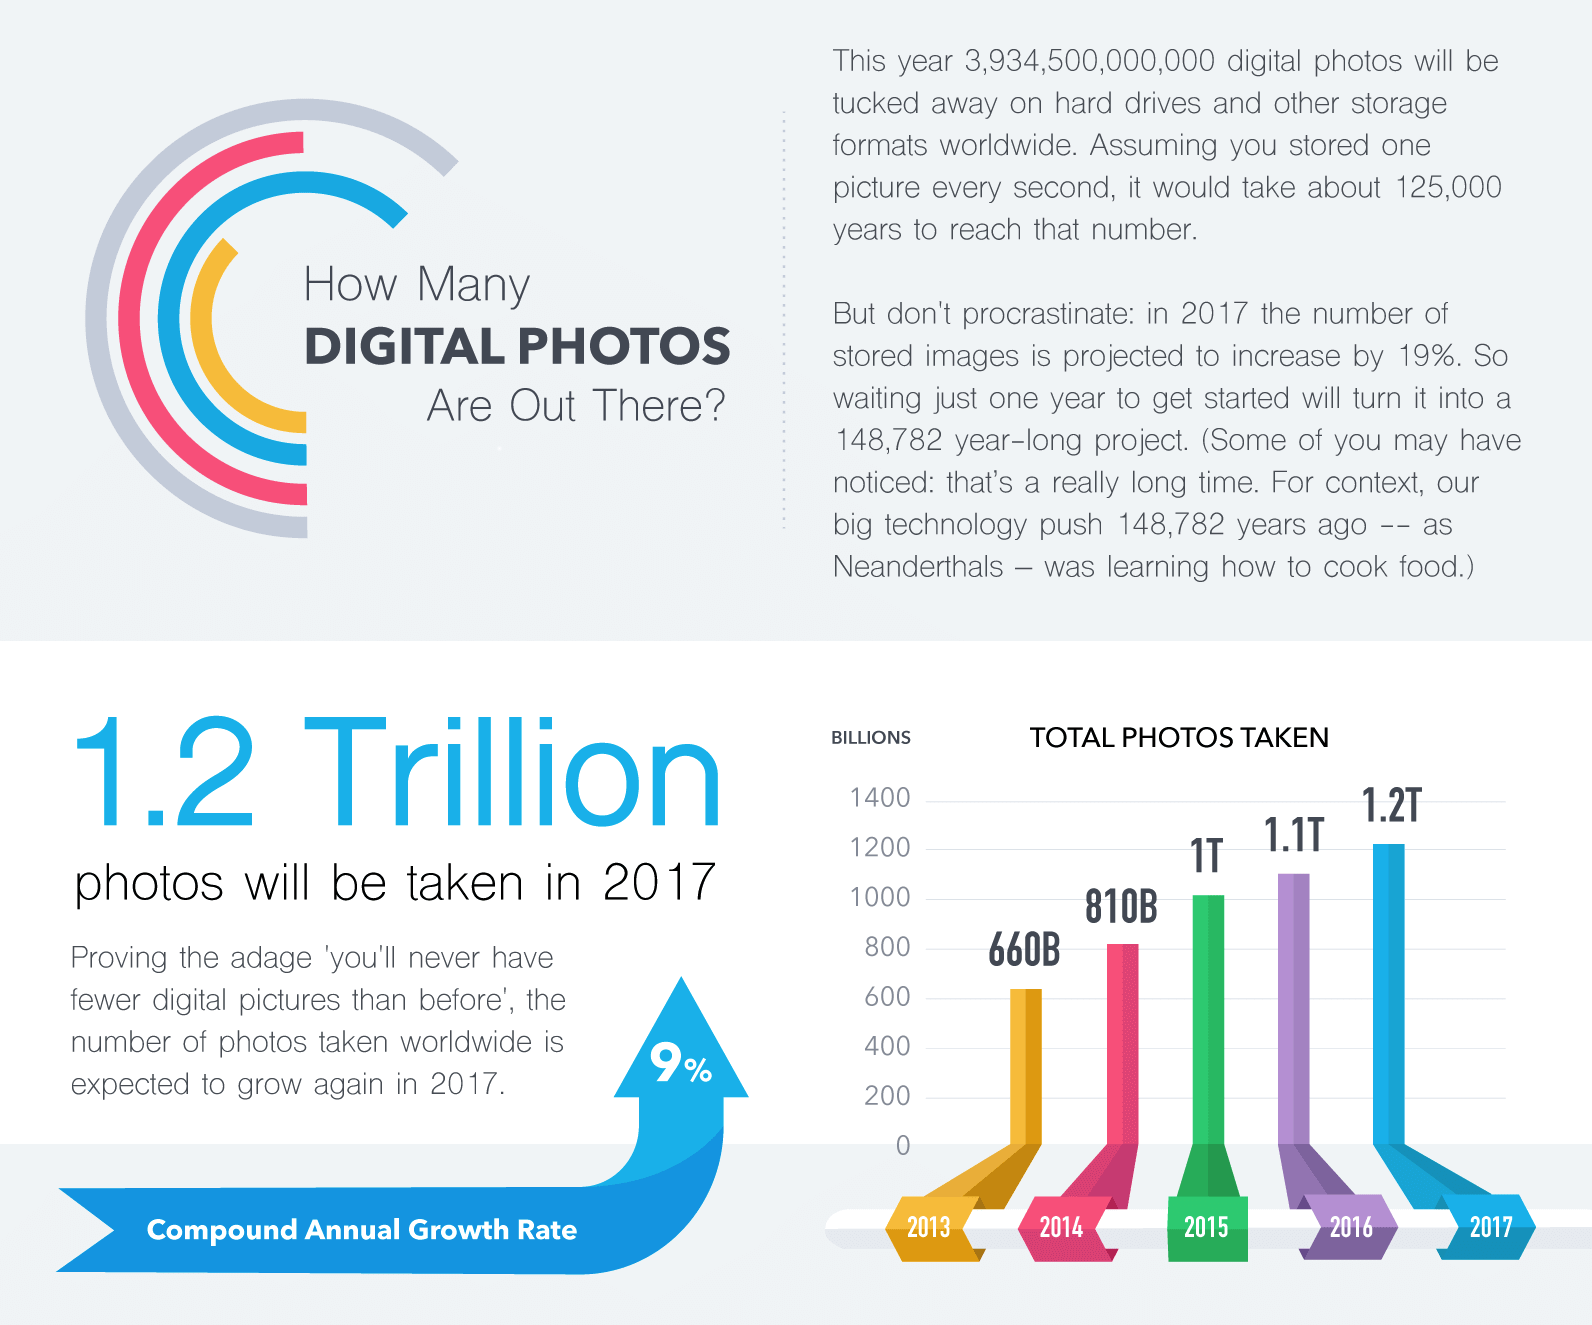 How Many
DIGITAL PHOTOS
Are Out There?
This year 3,934,500,000,000 digital photos will be
tucked away on hard drives and other storage
formats worldwide. Assuming you stored one
picture every second, it would take about 125,000
years to reach that number.
But don't procrastinate: in 2017 the number of
stored images is projected to increase by 19%. So
waiting just one year to get started will turn it into a
148,782 year-long project. (Some of you may have
noticed: that’s a really long time. For context, our
big technology push 148,782 years ago -- as
Neanderthals – was learning how to cook food.)
1.2 Trillion
photos will be taken in 2017
Proving the adage 'you'll never have
fewer digital pictures than before', the
number of photos taken worldwide is
expected to grow again in 2017.
9%
Compound Annual Growth Rate
BILLIONS
TOTAL PHOTOS TAKEN
1400
1200
1000
800
600
400
200
0
660B
810B
1T
1.1T
1.2T
2013
2014
2015
2016
2017